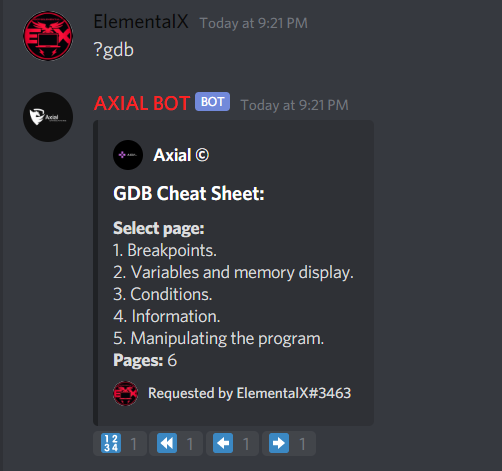 ElementalX Today at 9:21 PM
?gdb
AXIAL BOT BOT Today at 9:21 PM
Axial
Axial ©
GDB Cheat Sheet:
Select page:
1. Breakpoints.
2. Variables and memory display.
3. Conditions.
4. Information.
5. Manipulating the program.
Pages: 6
Requested by ElementalX#3463
1234 1 1 1 1